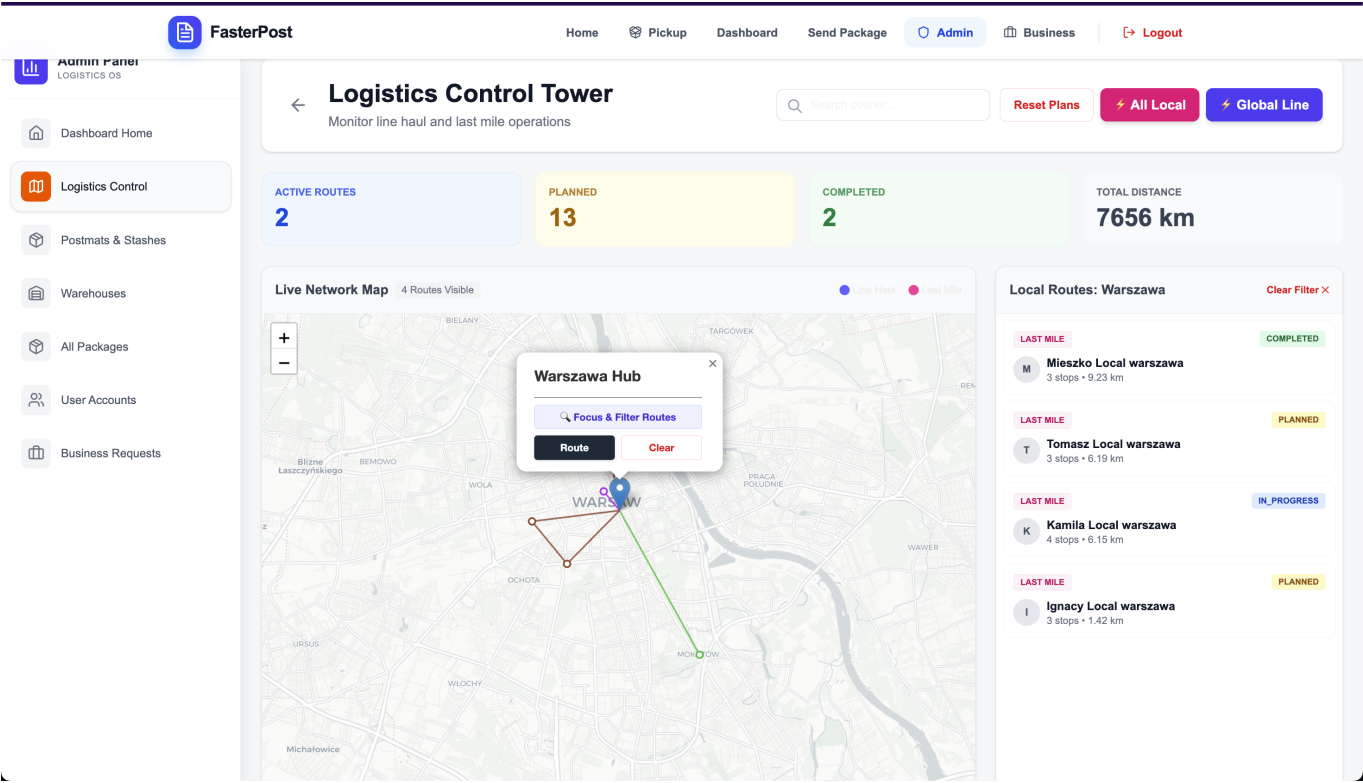 FasterPost
Home
Pickup
Dashboard
Send Package
Admin
Business
Logout
Admin Panel
LOGISTICS OS
Dashboard Home
Logistics Control
Postmats & Stashes
Warehouses
All Packages
User Accounts
Business Requests
Logistics Control Tower
Monitor line haul and last mile operations
Search courier...
Reset Plans
⚡ All Local
⚡ Global Line
ACTIVE ROUTES
2
PLANNED
13
COMPLETED
2
TOTAL DISTANCE
7656 km
Live Network Map
4 Routes Visible
Line Haul
Last Mile
+
−
BIELANY
TARGÓWEK
REM
Warszawa Hub
×
🔍 Focus & Filter Routes
Route
Clear
Blizne
Łaszczyńskiego
BEMOWO
WOLA
PRAGA-
POŁUDNIE
WARSAW
WAWER
OCHOTA
URSUS
MOKOTÓW
WŁOCHY
Michałowice
Local Routes: Warszawa
Clear Filter ×
LAST MILE
COMPLETED
M
Mieszko Local warszawa
3 stops • 9.23 km
LAST MILE
PLANNED
T
Tomasz Local warszawa
3 stops • 6.19 km
LAST MILE
IN_PROGRESS
K
Kamila Local warszawa
4 stops • 6.15 km
LAST MILE
PLANNED
I
Ignacy Local warszawa
3 stops • 1.42 km